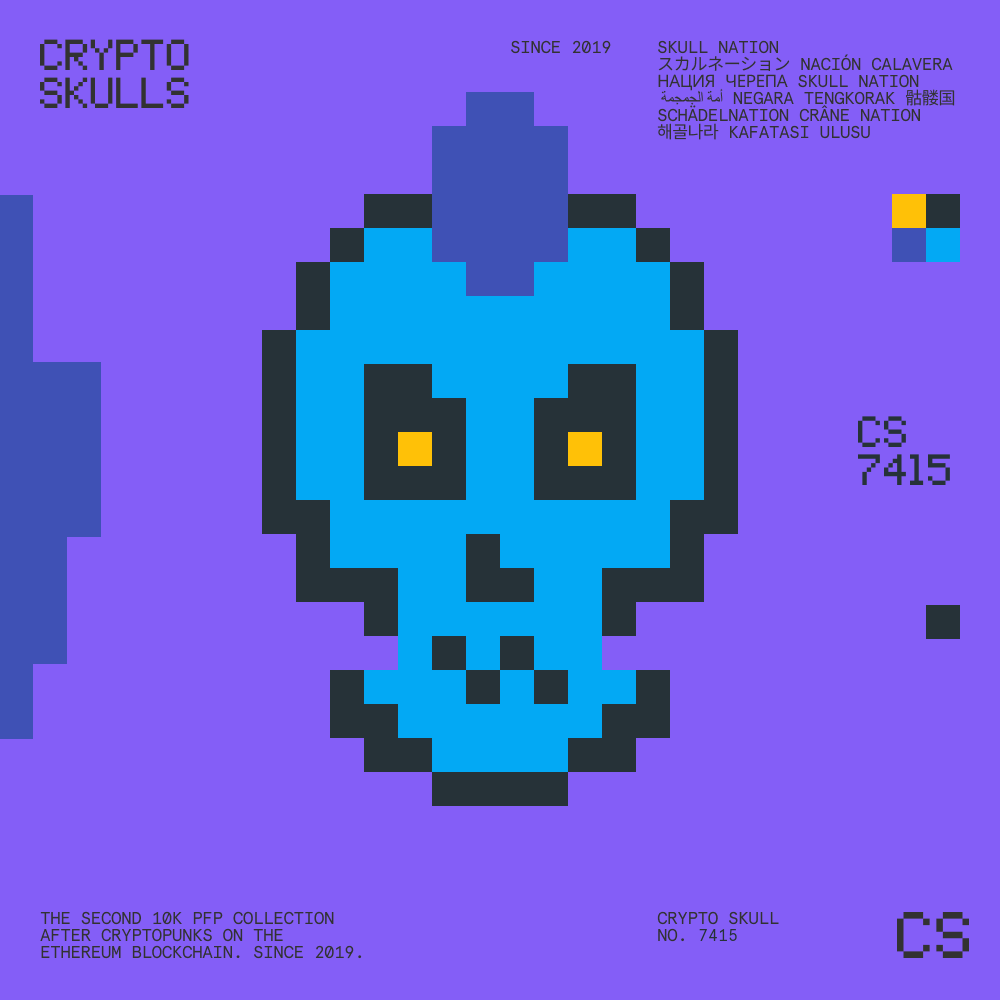 CRYPTO
SKULLS
SINCE 2019
SKULL NATION
スカルネーション NACIÓN CALAVERA
НАЦИЯ ЧЕРЕПА SKULL NATION
أمة الجمجمة NEGARA TENGKORAK 骷髅国
SCHÄDELNATION CRÂNE NATION
해골나라 KAFATASI ULUSU
CS
7415
THE SECOND 10K PFP COLLECTION
AFTER CRYPTOPUNKS ON THE
ETHEREUM BLOCKCHAIN. SINCE 2019.
CRYPTO SKULL
NO. 7415
CS